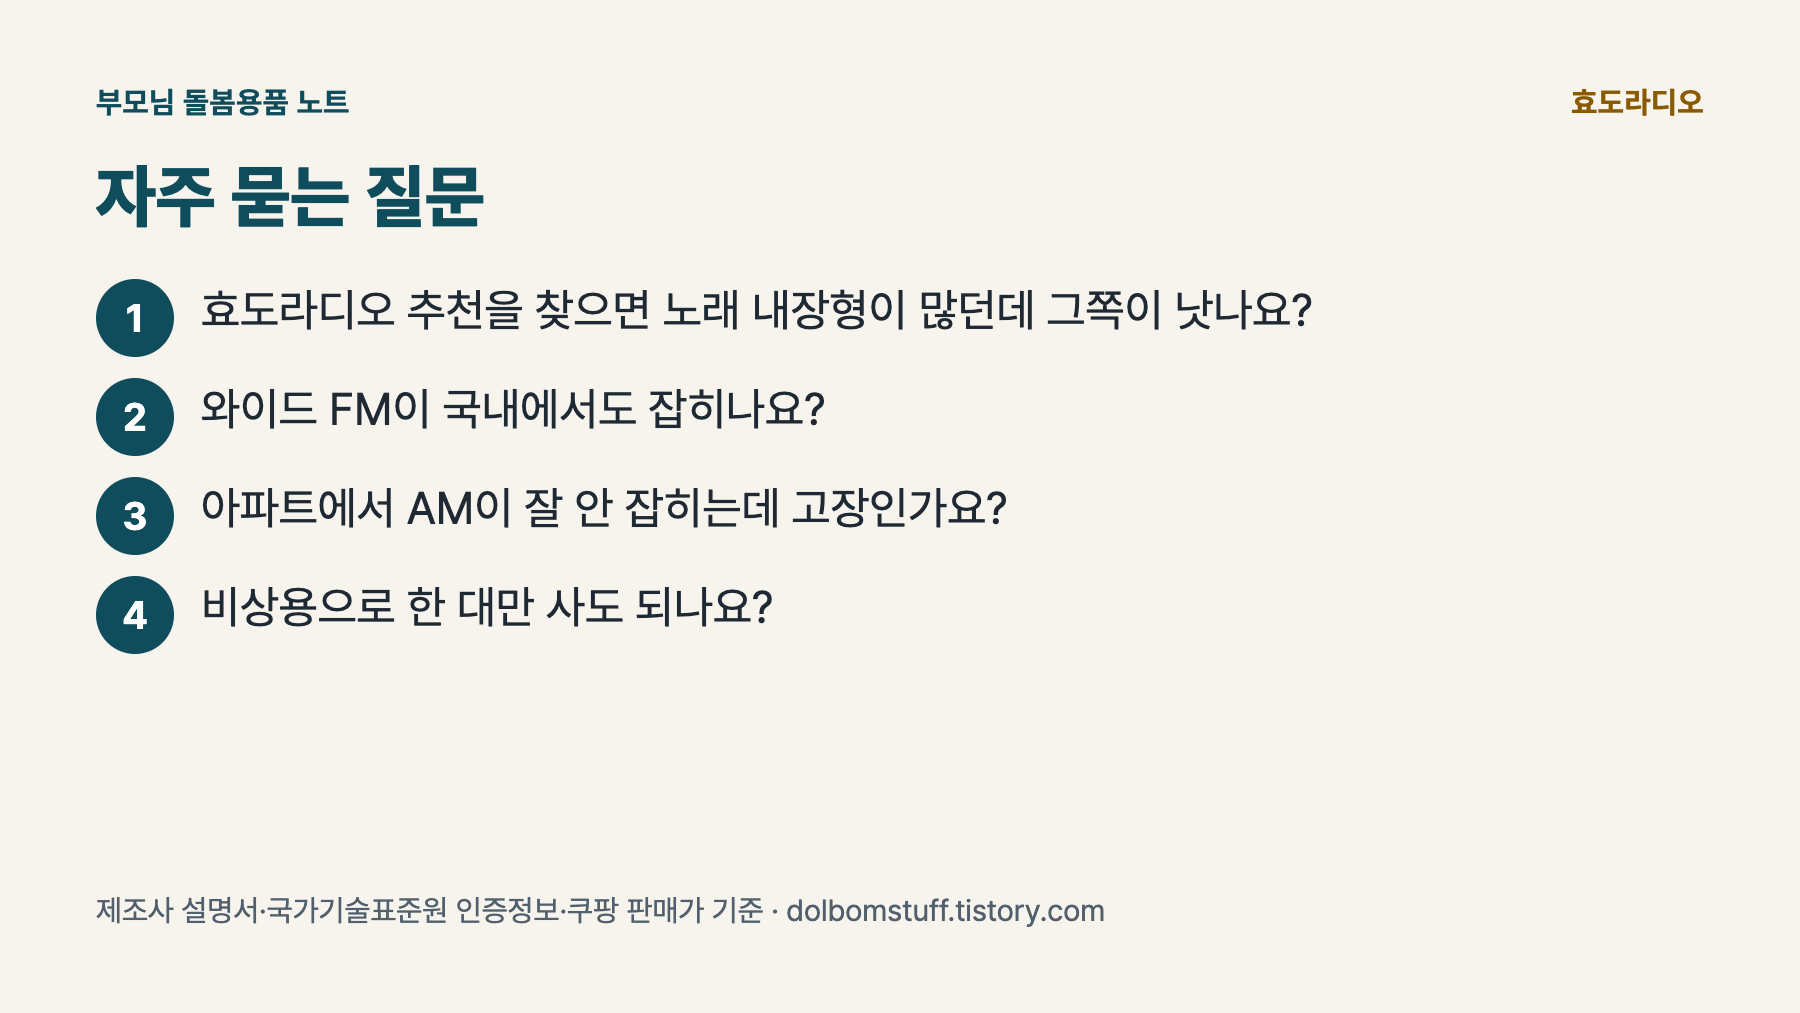 부모님 돌봄용품 노트
효도라디오
자주 묻는 질문
1 효도라디오 추천을 찾으면 노래 내장형이 많던데 그쪽이 낫나요?
2 와이드 FM이 국내에서도 잡히나요?
3 아파트에서 AM이 잘 안 잡히는데 고장인가요?
4 비상용으로 한 대만 사도 되나요?
제조사 설명서·국가기술표준원 인증정보·쿠팡 판매가 기준 · dolbomstuff.tistory.com